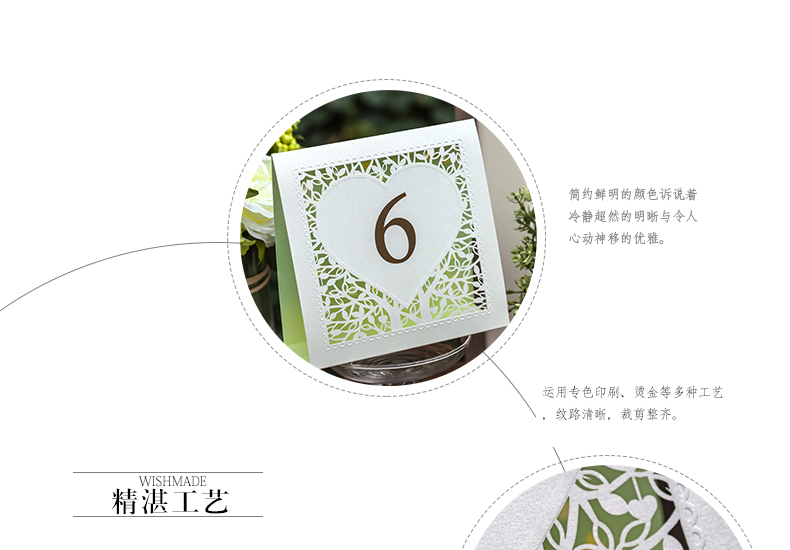 6
简约鲜明的颜色诉说着
冷静超然的明晰与令人
心动神移的优雅。
运用专色印刷、烫金等多种工艺
，纹路清晰，裁剪整齐。
WISHMADE
精湛工艺